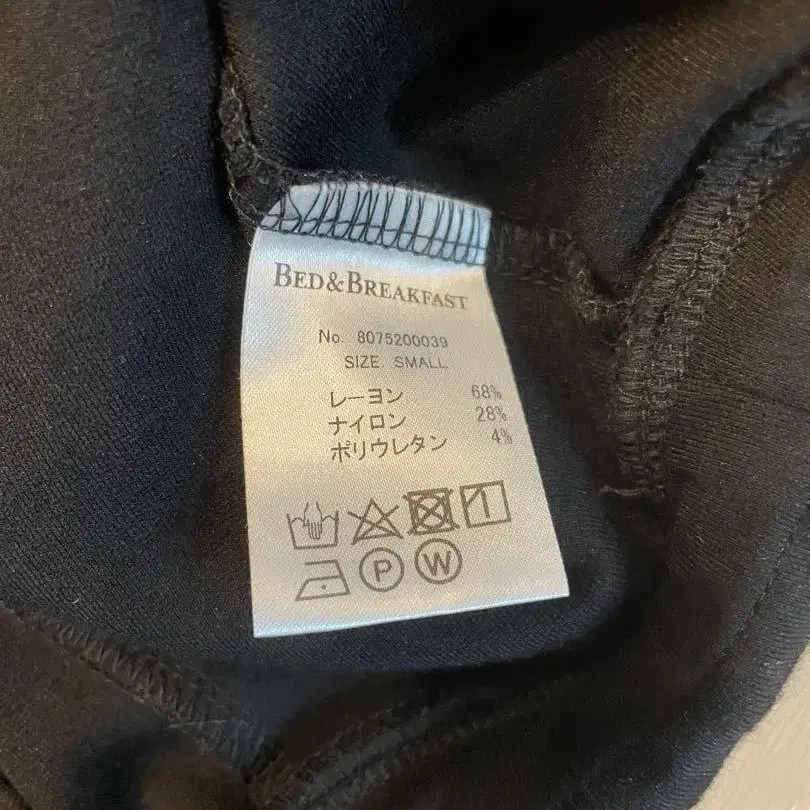 BED&BREAKFAST
No. 8075200039
SIZE. SMALL
レーヨン 68%
ナイロン 28%
ポリウレタン 4%
P W